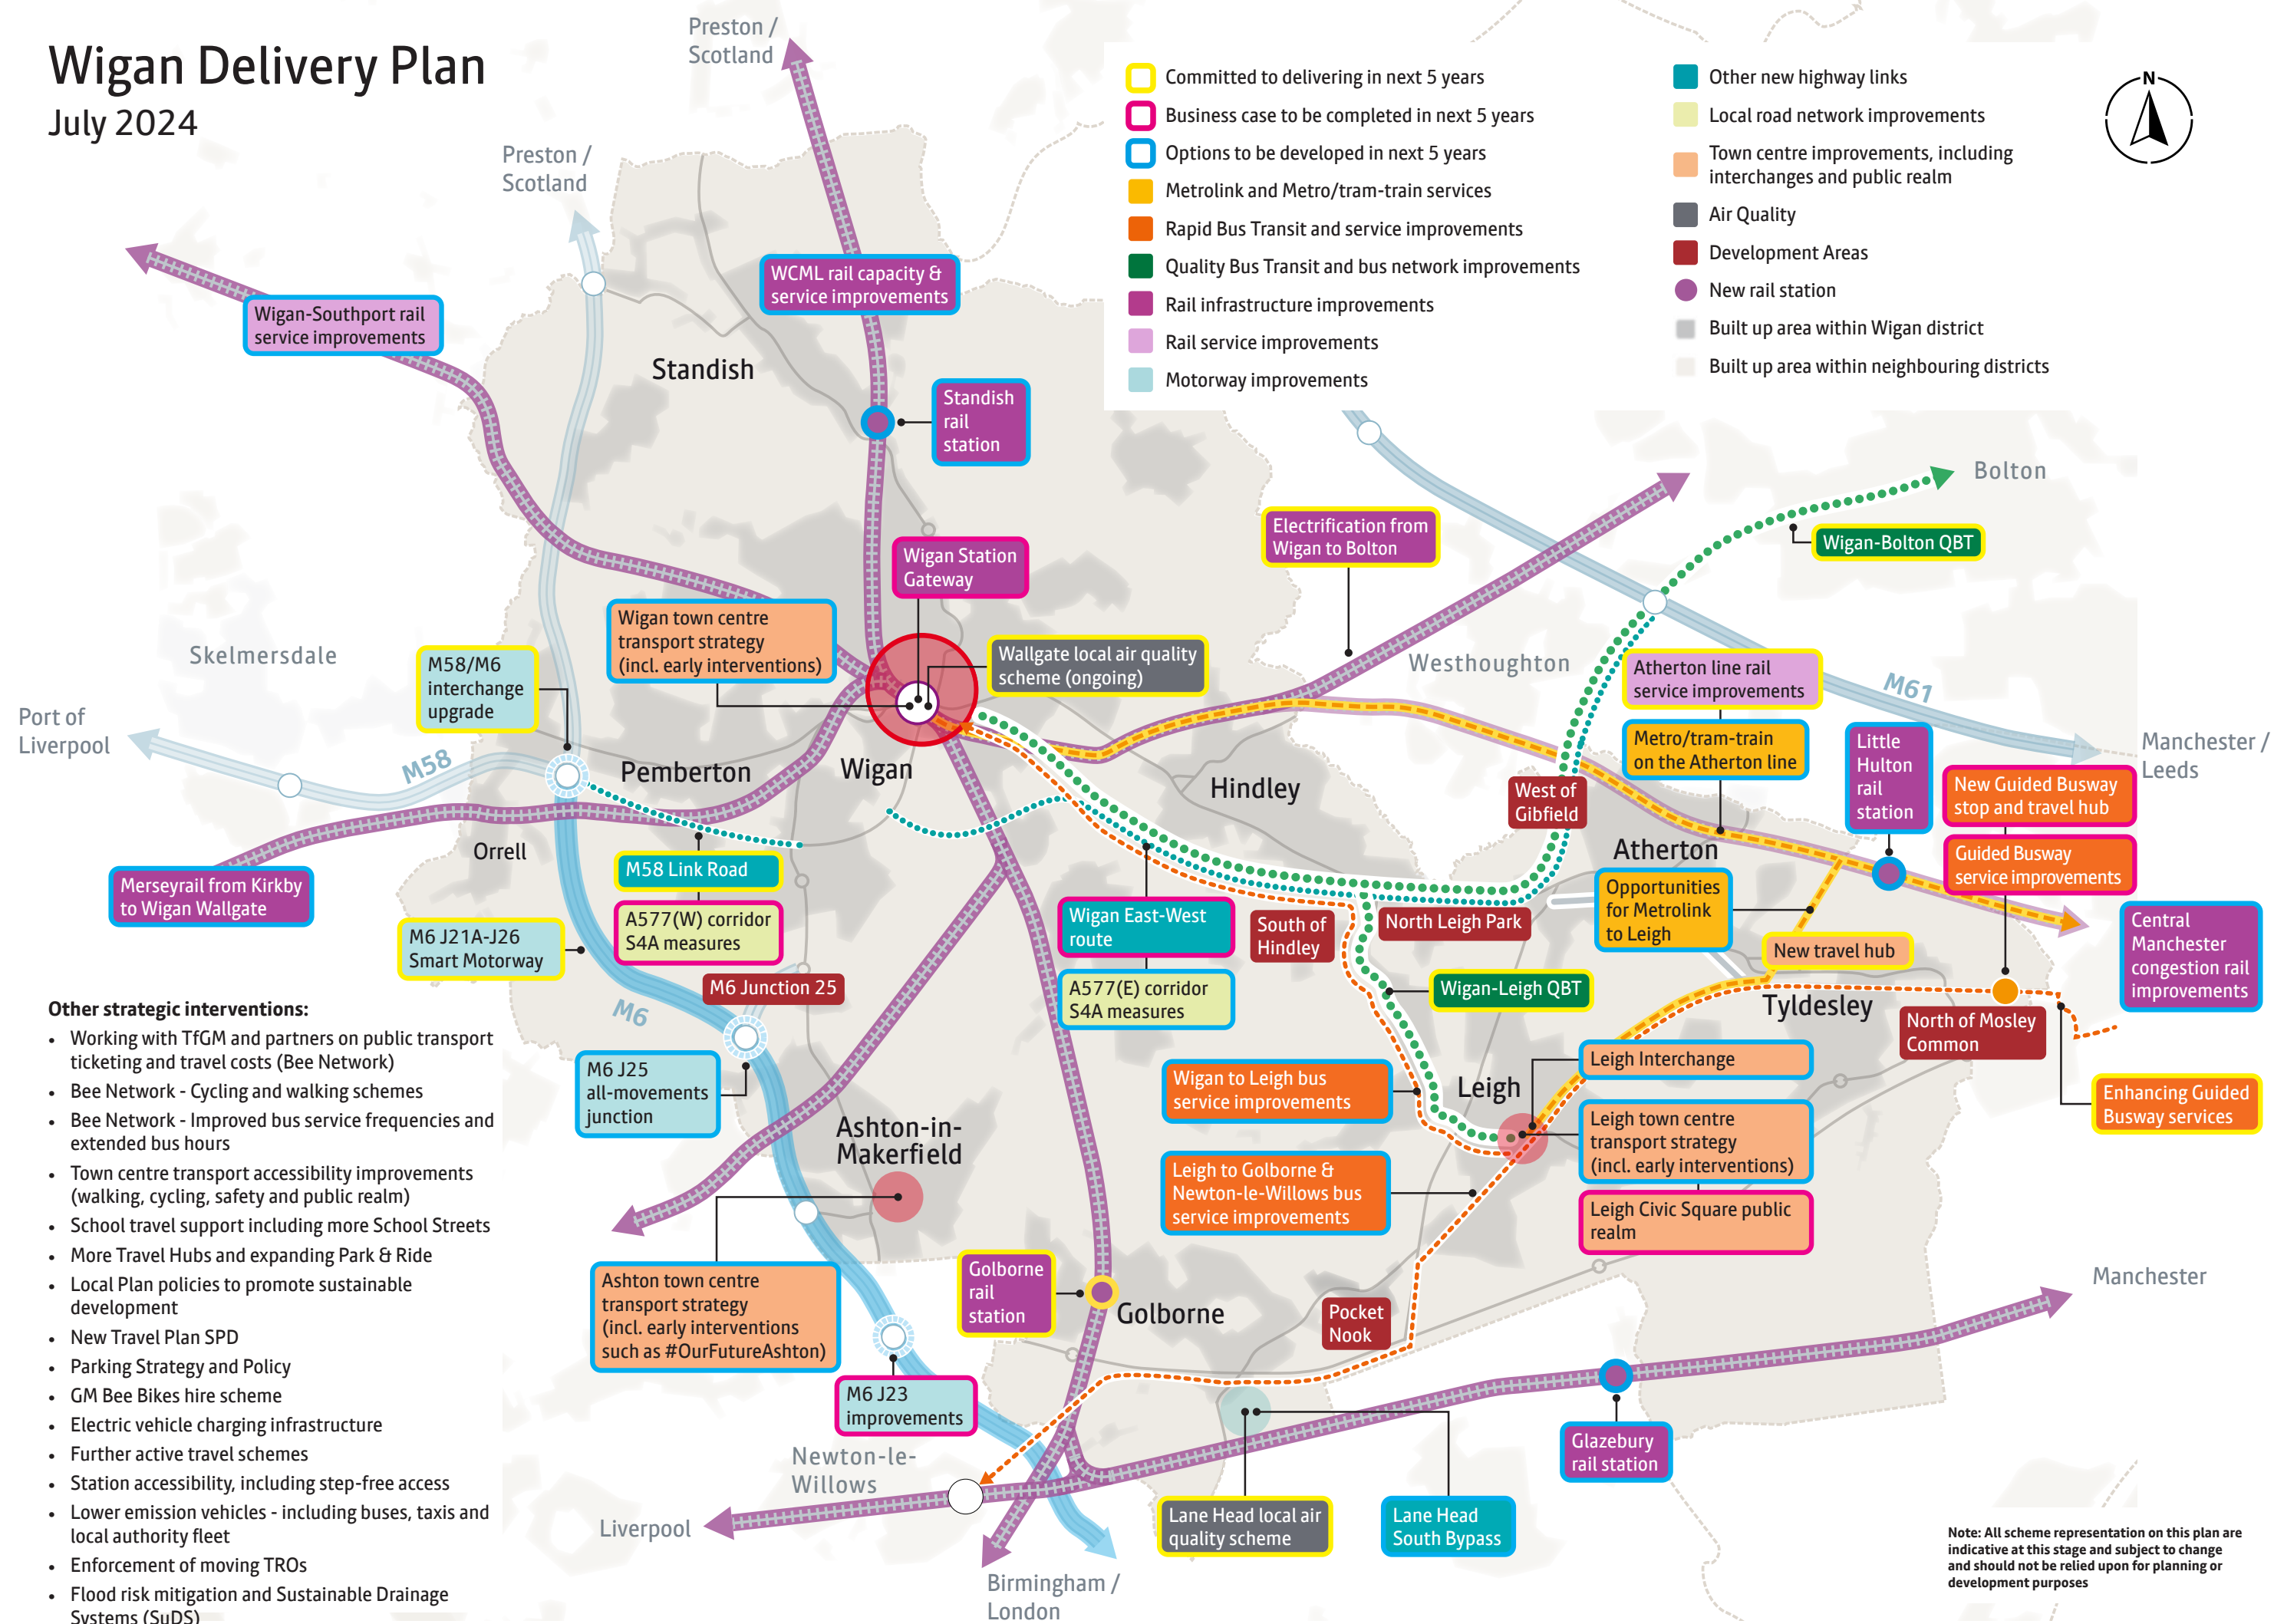 Wigan Delivery Plan
July 2024
Preston /
Scotland
Preston /
Scotland
Committed to delivering in next 5 years
Business case to be completed in next 5 years
Options to be developed in next 5 years
Metrolink and Metro/tram-train services
Rapid Bus Transit and service improvements
Quality Bus Transit and bus network improvements
Rail infrastructure improvements
Rail service improvements
Motorway improvements
Other new highway links
Local road network improvements
Town centre improvements, including
interchanges and public realm
Air Quality
Development Areas
New rail station
Built up area within Wigan district
Built up area within neighbouring districts
N
WCML rail capacity &
service improvements
Wigan-Southport rail
service improvements
Standish
Standish
rail
station
Bolton
Electrification from
Wigan to Bolton
Wigan-Bolton QBT
Wigan Station
Gateway
Wigan town centre
transport strategy
(incl. early interventions)
Wallgate local air quality
scheme (ongoing)
Skelmersdale
M58/M6
interchange
upgrade
Westhoughton
Atherton line rail
service improvements
M61
Port of
Liverpool
M58
Pemberton
Wigan
Hindley
Metro/tram-train
on the Atherton line
Little
Hulton
rail
station
Manchester /
Leeds
New Guided Busway
stop and travel hub
West of
Gibfield
Orrell
Atherton
Guided Busway
service improvements
M58 Link Road
Merseyrail from Kirkby
to Wigan Wallgate
A577(W) corridor
S4A measures
Wigan East-West
route
South of
Hindley
North Leigh Park
Opportunities
for Metrolink
to Leigh
Central
Manchester
congestion rail
improvements
M6 J21A-J26
Smart Motorway
New travel hub
M6 Junction 25
A577(E) corridor
S4A measures
Wigan-Leigh QBT
Tyldesley
North of Mosley
Common
M6
Other strategic interventions:
• Working with TfGM and partners on public transport
ticketing and travel costs (Bee Network)
• Bee Network - Cycling and walking schemes
• Bee Network - Improved bus service frequencies and
extended bus hours
• Town centre transport accessibility improvements
(walking, cycling, safety and public realm)
• School travel support including more School Streets
• More Travel Hubs and expanding Park & Ride
• Local Plan policies to promote sustainable
development
• New Travel Plan SPD
• Parking Strategy and Policy
• GM Bee Bikes hire scheme
• Electric vehicle charging infrastructure
• Further active travel schemes
• Station accessibility, including step-free access
• Lower emission vehicles - including buses, taxis and
local authority fleet
• Enforcement of moving TROs
• Flood risk mitigation and Sustainable Drainage
Systems (SuDS)
M6 J25
all-movements
junction
Wigan to Leigh bus
service improvements
Leigh
Leigh Interchange
Enhancing Guided
Busway services
Ashton-in-
Makerfield
Leigh town centre
transport strategy
(incl. early interventions)
Leigh to Golborne &
Newton-le-Willows bus
service improvements
Leigh Civic Square public
realm
Ashton town centre
transport strategy
(incl. early interventions
such as #OurFutureAshton)
Golborne
rail
station
Golborne
Pocket
Nook
Manchester
M6 J23
improvements
Newton-le-
Willows
Glazebury
rail station
Liverpool
Lane Head local air
quality scheme
Lane Head
South Bypass
Birmingham /
London
Note: All scheme representation on this plan are
indicative at this stage and subject to change
and should not be relied upon for planning or
development purposes